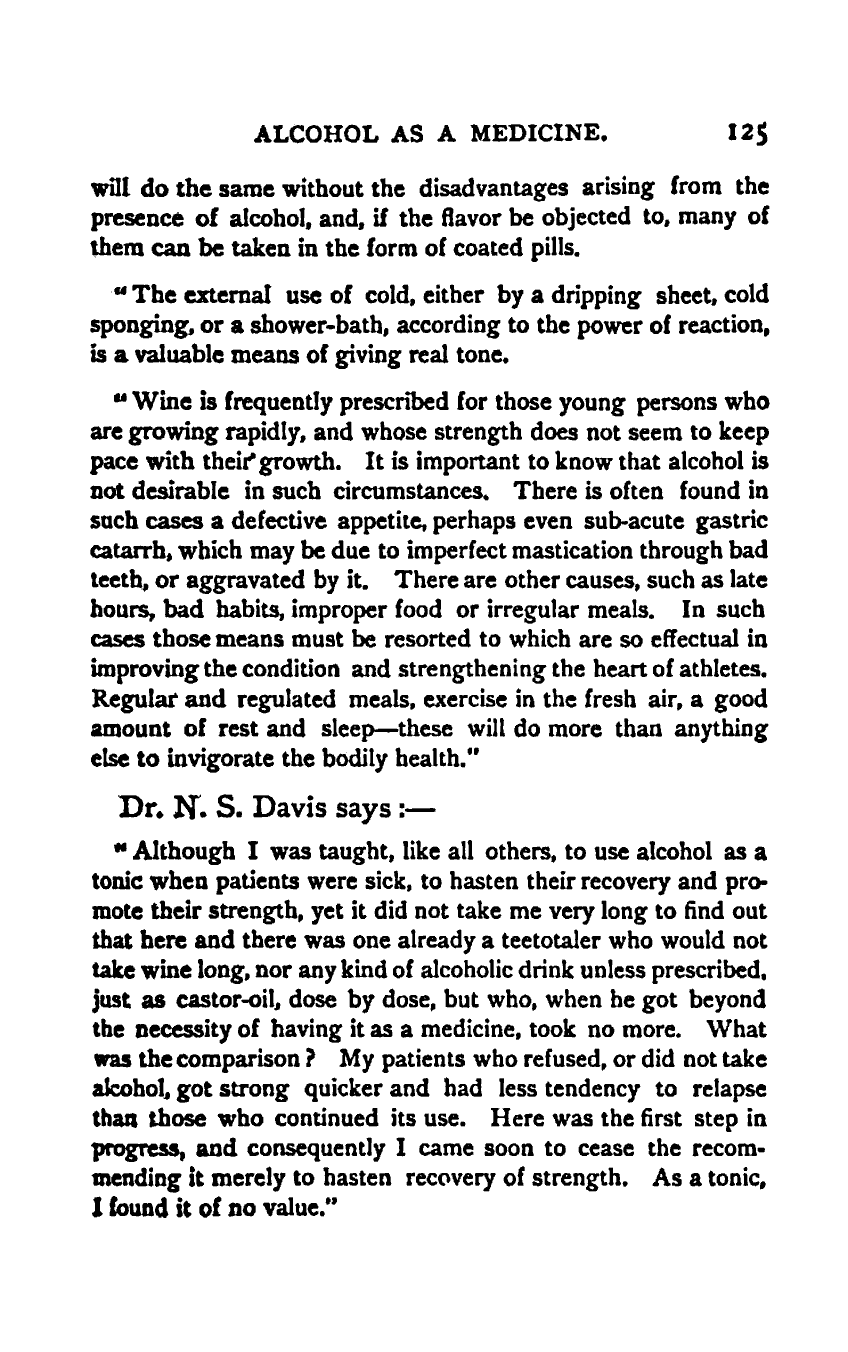 ALCOHOL AS A MEDICINE. 125
will do the same without the disadvantages arising from the
presence of alcohol, and, if the flavor be objected to, many of
them can be taken in the form of coated pills.
“The external use of cold, either by a dripping sheet, cold
sponging, or a shower-bath, according to the power of reaction,
is a valuable means of giving real tone.
“Wine is frequently prescribed for those young persons who
are growing rapidly, and whose strength does not seem to keep
pace with their growth. It is important to know that alcohol is
not desirable in such circumstances. There is often found in
such cases a defective appetite, perhaps even sub-acute gastric
catarrh, which may be due to imperfect mastication through bad
teeth, or aggravated by it. There are other causes, such as late
hours, bad habits, improper food or irregular meals. In such
cases those means must be resorted to which are so effectual in
improving the condition and strengthening the heart of athletes.
Regular and regulated meals, exercise in the fresh air, a good
amount of rest and sleep—these will do more than anything
else to invigorate the bodily health."
Dr. N. S. Davis says :—
“Although I was taught, like all others, to use alcohol as a
tonic when patients were sick, to hasten their recovery and pro-
mote their strength, yet it did not take me very long to find out
that here and there was one already a teetotaler who would not
take wine long, nor any kind of alcoholic drink unless prescribed,
just as castor-oil, dose by dose, but who, when he got beyond
the necessity of having it as a medicine, took no more. What
was the comparison? My patients who refused, or did not take
alcohol, got strong quicker and had less tendency to relapse
than those who continued its use. Here was the first step in
progress, and consequently I came soon to cease the recom-
mending it merely to hasten recovery of strength. As a tonic,
I found it of no value."